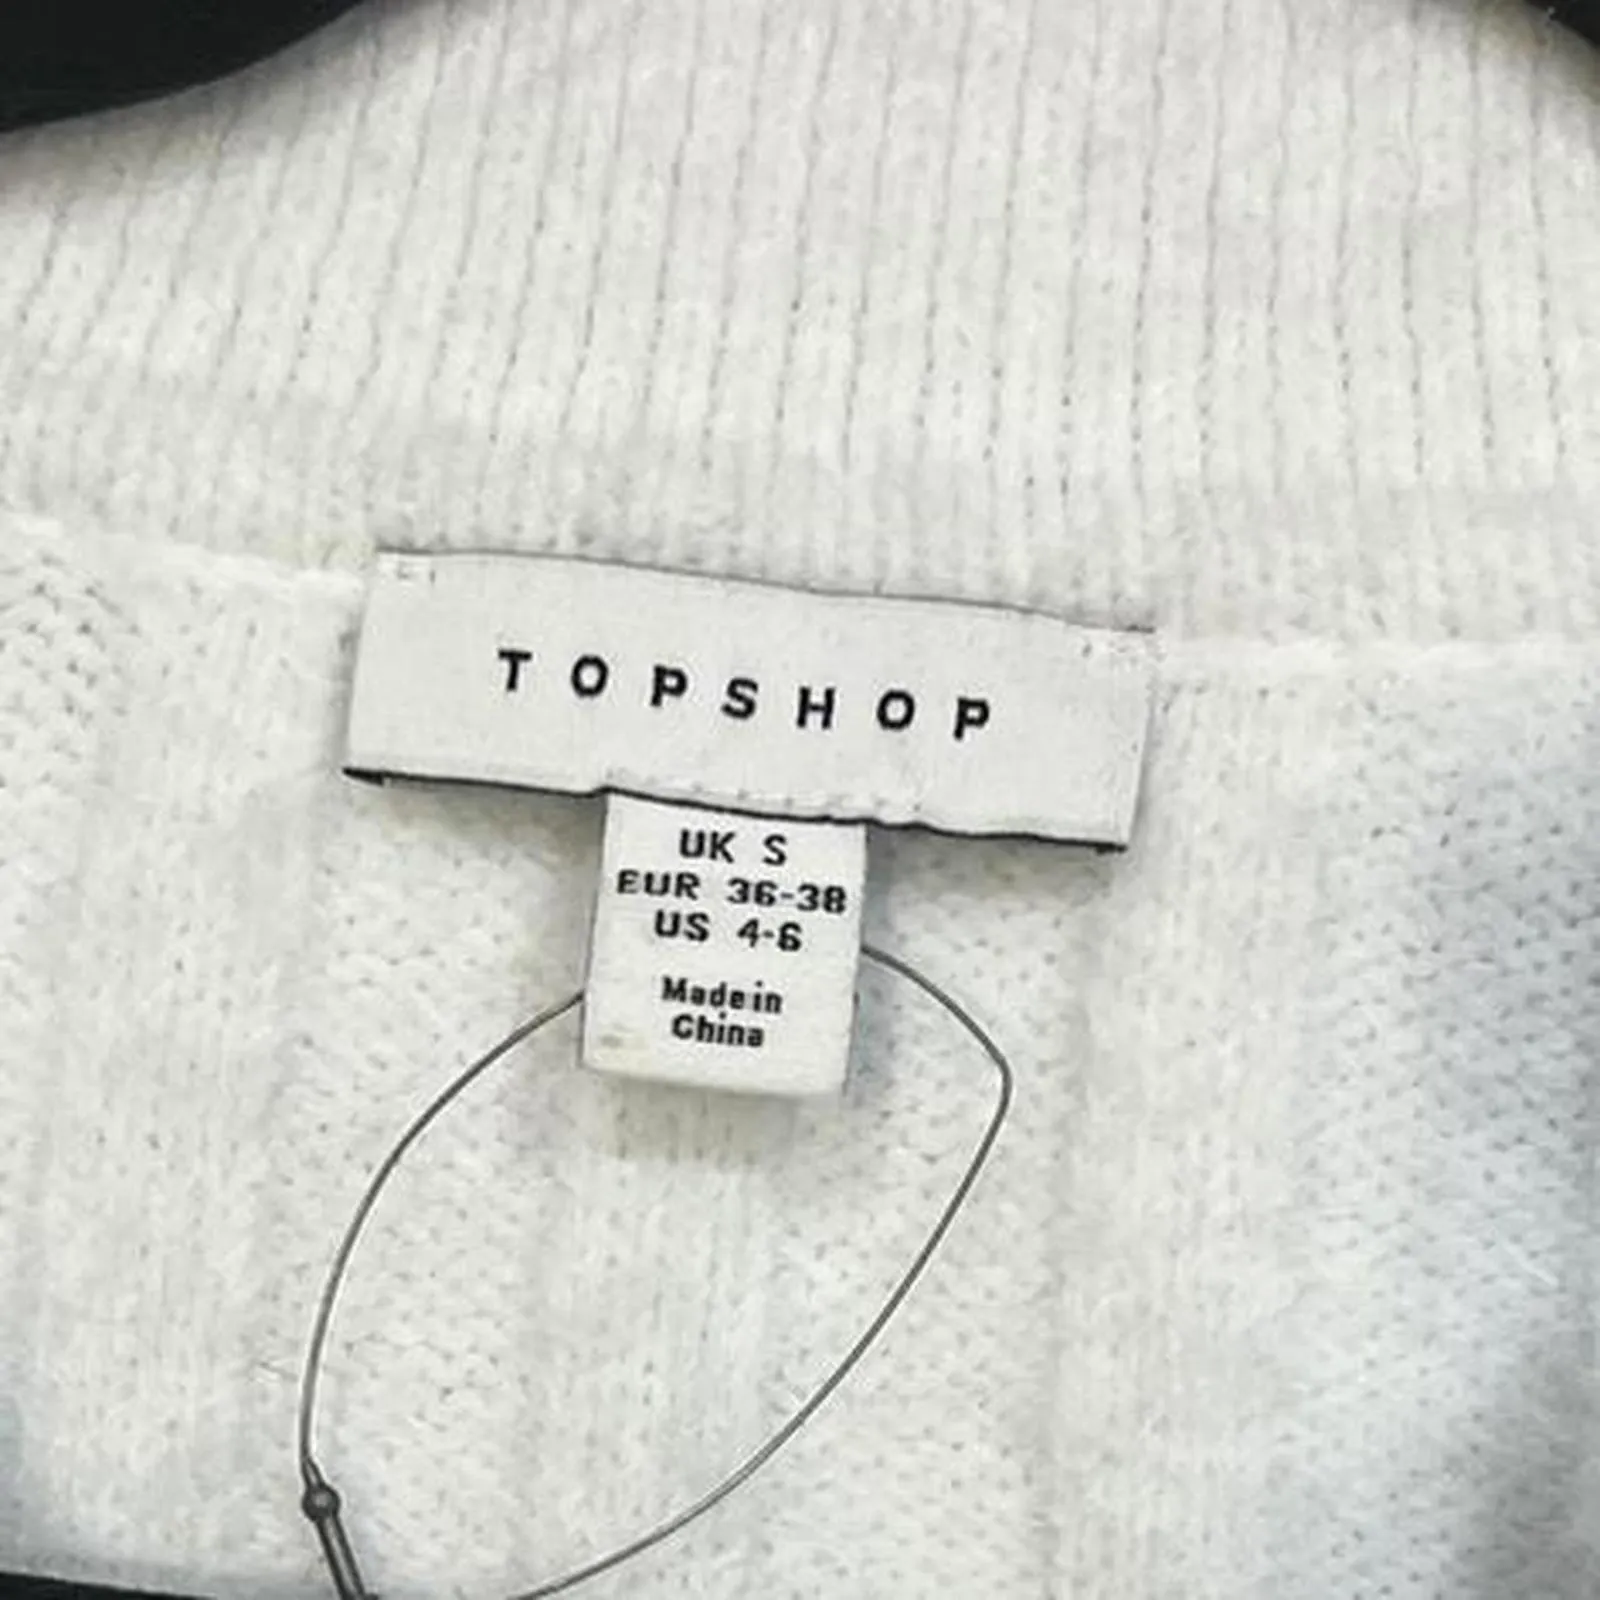 TOPSHOP
UK S
EUR 36-38
US 4-6
Made in
China